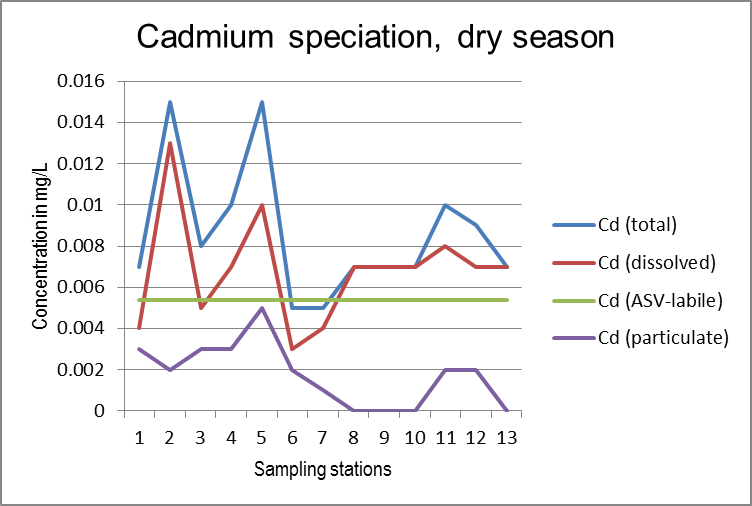 Cadmium speciation, dry season
0.016
0.014
0.012
0.01
0.008
0.006
0.004
0.002
0
Concentration in mg/L
1 2 3 4 5 6 7 8 9 10 11 12 13
Sampling stations
Cd (total)
Cd (dissolved)
Cd (ASV-labile)
Cd (particulate)